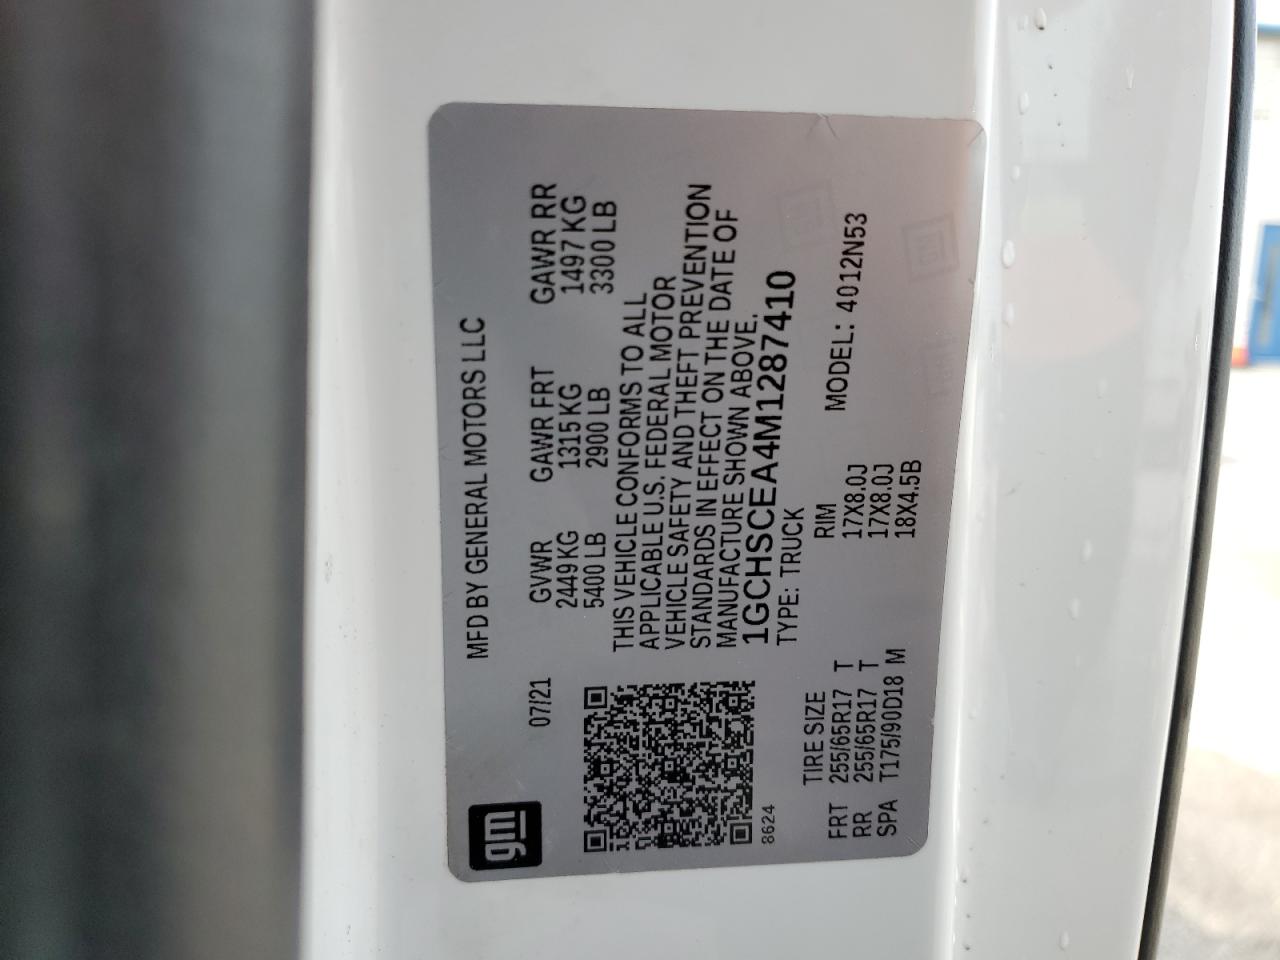 gm
MFD BY GENERAL MOTORS LLC
07/21 GVWR GAWR FRT GAWR RR
2449 KG 1315 KG 1497 KG
5400 LB 2900 LB 3300 LB
THIS VEHICLE CONFORMS TO ALL
APPLICABLE U.S. FEDERAL MOTOR
VEHICLE SAFETY AND THEFT PREVENTION
STANDARDS IN EFFECT ON THE DATE OF
MANUFACTURE SHOWN ABOVE.
1GCHSCEA4M1287410
8624 TYPE: TRUCK
TIRE SIZE RIM MODEL: 4012N53
FRT 255/65R17 T 17X8.0J
RR 255/65R17 T 17X8.0J
SPA T175/90D18 M 18X4.5B